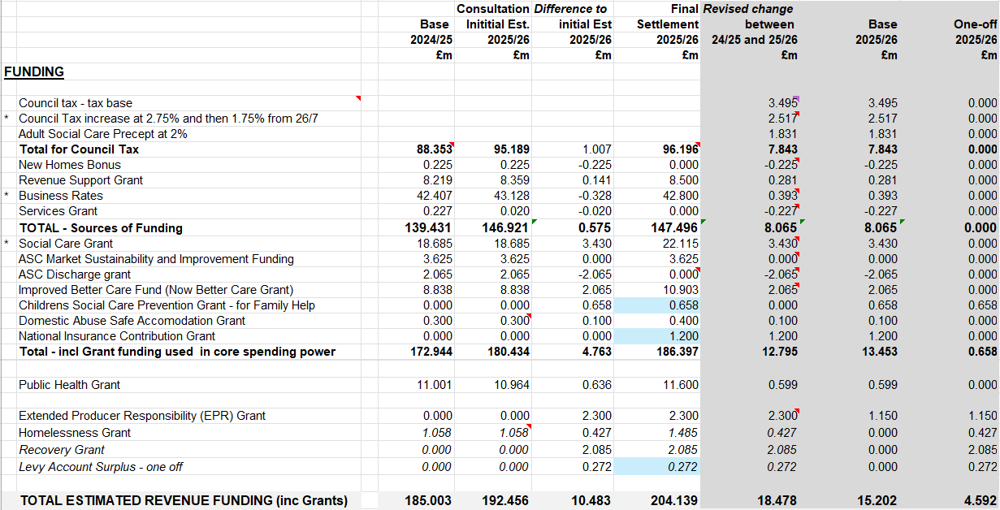 Consultation Difference to Final Revised change
Base Inititial Est. initial Est Settlement between Base One-off
2024/25 2025/26 2025/26 2025/26 24/25 and 25/26 2025/26 2025/26
£m £m £m £m £m £m £m
FUNDING
Council tax - tax base 3.495 3.495 0.000
* Council Tax increase at 2.75% and then 1.75% from 26/7 2.517 2.517 0.000
Adult Social Care Precept at 2% 1.831 1.831 0.000
Total for Council Tax 88.353 95.189 1.007 96.196 7.843 7.843 0.000
New Homes Bonus 0.225 0.225 -0.225 0.000 -0.225 -0.225 0.000
Revenue Support Grant 8.219 8.359 0.141 8.500 0.281 0.281 0.000
* Business Rates 42.407 43.128 -0.328 42.800 0.393 0.393 0.000
Services Grant 0.227 0.020 -0.020 0.000 -0.227 -0.227 0.000
TOTAL - Sources of Funding 139.431 146.921 0.575 147.496 8.065 8.065 0.000
* Social Care Grant 18.685 18.685 3.430 22.115 3.430 3.430 0.000
ASC Market Sustainability and Improvement Funding 3.625 3.625 0.000 3.625 0.000 0.000 0.000
ASC Discharge grant 2.065 2.065 -2.065 0.000 -2.065 -2.065 0.000
Improved Better Care Fund (Now Better Care Grant) 8.838 8.838 2.065 10.903 2.065 2.065 0.000
Childrens Social Care Prevention Grant - for Family Help 0.000 0.000 0.658 0.658 0.000 0.658 0.658
Domestic Abuse Safe Accomodation Grant 0.300 0.300 0.100 0.400 0.100 0.100 0.000
National Insurance Contribution Grant 0.000 0.000 0.000 1.200 1.200 1.200 0.000
Total - incl Grant funding used in core spending power 172.944 180.434 4.763 186.397 12.795 13.453 0.658
Public Health Grant 11.001 10.964 0.636 11.600 0.599 0.599 0.000
Extended Producer Responsibility (EPR) Grant 0.000 0.000 2.300 2.300 2.300 1.150 1.150
Homelessness Grant 1.058 1.058 0.427 1.485 0.427 0.000 0.427
Recovery Grant 0.000 0.000 2.085 2.085 2.085 0.000 2.085
Levy Account Surplus - one off 0.000 0.000 0.272 0.272 0.272 0.000 0.272
TOTAL ESTIMATED REVENUE FUNDING (inc Grants) 185.003 192.456 10.483 204.139 18.478 15.202 4.592